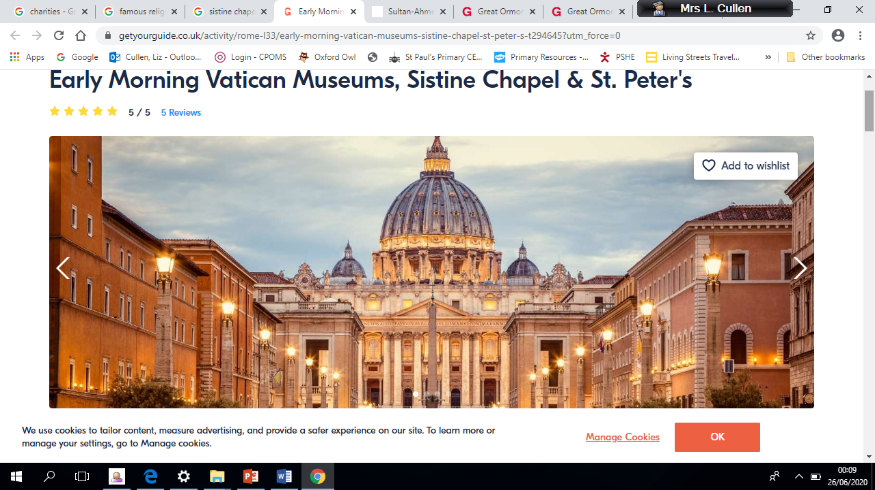 charities - G
famous relig
sistine chape
Early Mornin
Sultan-Ahm
Great Ormon
Great Ormon
Mrs L. Cullen
getyourguide.co.uk/activity/rome-l33/early-morning-vatican-museums-sistine-chapel-st-peter-s-t294645?utm_force=0
Apps Google Cullen, Liz - Outloo... Login - CPOMS Oxford Owl St Paul's Primary CE... Primary Resources -... PSHE Living Streets Travel... » Other bookmarks
Early Morning Vatican Museums, Sistine Chapel & St. Peter's
5 / 5 5 Reviews
Add to wishlist
We use cookies to tailor content, measure advertising, and provide a safer experience on our site. To learn more or
manage your settings, go to Manage cookies.
Manage Cookies
OK
00:09
26/06/2020